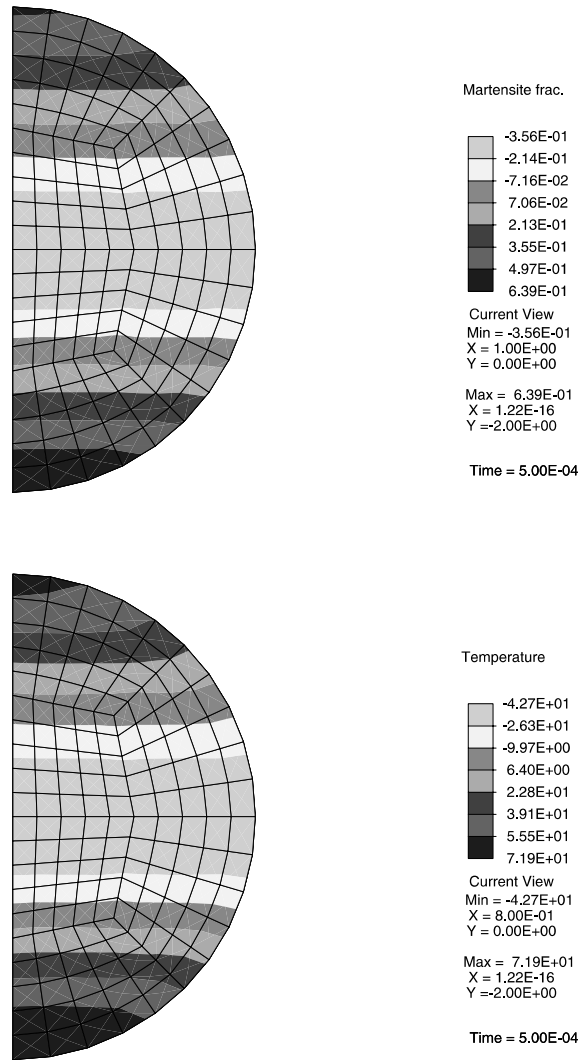 Martensite frac.
-3.56E-01
-2.14E-01
-7.16E-02
7.06E-02
2.13E-01
3.55E-01
4.97E-01
6.39E-01
Current View
Min = -3.56E-01
X = 1.00E+00
Y = 0.00E+00
Max = 6.39E-01
X = 1.22E-16
Y =-2.00E+00
Time = 5.00E-04
Temperature
-4.27E+01
-2.63E+01
-9.97E+00
6.40E+00
2.28E+01
3.91E+01
5.55E+01
7.19E+01
Current View
Min = -4.27E+01
X = 8.00E-01
Y = 0.00E+00
Max = 7.19E+01
X = 1.22E-16
Y =-2.00E+00
Time = 5.00E-04